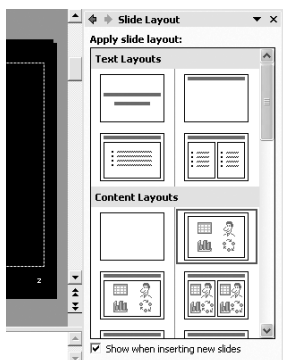 Slide Layout
Apply slide layout:
Text Layouts
Content Layouts
2
Show when inserting new slides